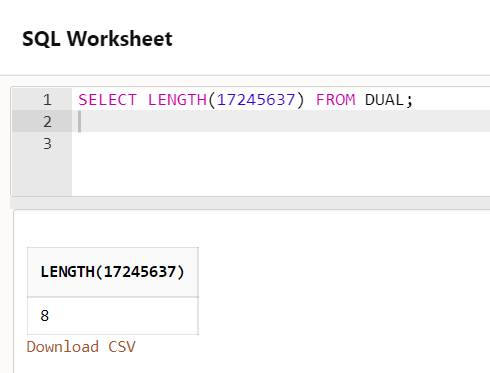 SQL Worksheet
1 SELECT LENGTH(17245637) FROM DUAL;
2
3
LENGTH(17245637)
8
Download CSV